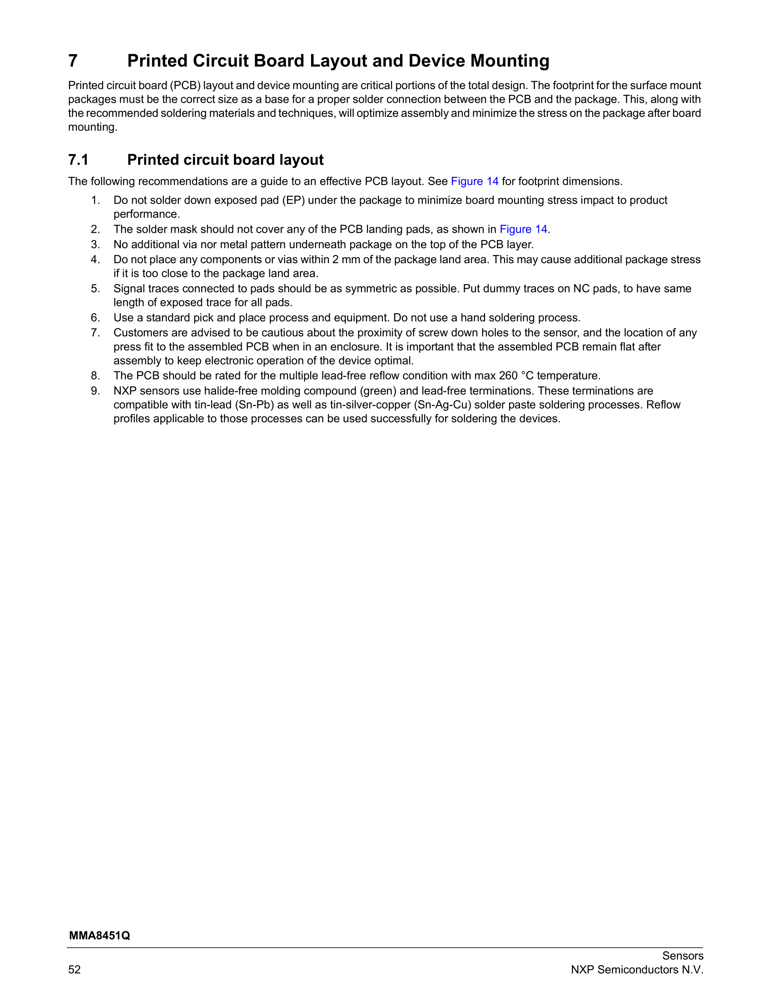 7 Printed Circuit Board Layout and Device Mounting
Printed circuit board (PCB) layout and device mounting are critical portions of the total design. The footprint for the surface mount
packages must be the correct size as a base for a proper solder connection between the PCB and the package. This, along with
the recommended soldering materials and techniques, will optimize assembly and minimize the stress on the package after board
mounting.
7.1 Printed circuit board layout
The following recommendations are a guide to an effective PCB layout. See Figure 14 for footprint dimensions.
1. Do not solder down exposed pad (EP) under the package to minimize board mounting stress impact to product
performance.
2. The solder mask should not cover any of the PCB landing pads, as shown in Figure 14.
3. No additional via nor metal pattern underneath package on the top of the PCB layer.
4. Do not place any components or vias within 2 mm of the package land area. This may cause additional package stress
if it is too close to the package land area.
5. Signal traces connected to pads should be as symmetric as possible. Put dummy traces on NC pads, to have same
length of exposed trace for all pads.
6. Use a standard pick and place process and equipment. Do not use a hand soldering process.
7. Customers are advised to be cautious about the proximity of screw down holes to the sensor, and the location of any
press fit to the assembled PCB when in an enclosure. It is important that the assembled PCB remain flat after
assembly to keep electronic operation of the device optimal.
8. The PCB should be rated for the multiple lead-free reflow condition with max 260 °C temperature.
9. NXP sensors use halide-free molding compound (green) and lead-free terminations. These terminations are
compatible with tin-lead (Sn-Pb) as well as tin-silver-copper (Sn-Ag-Cu) solder paste soldering processes. Reflow
profiles applicable to those processes can be used successfully for soldering the devices.
MMA8451Q
Sensors
52 NXP Semiconductors N.V.